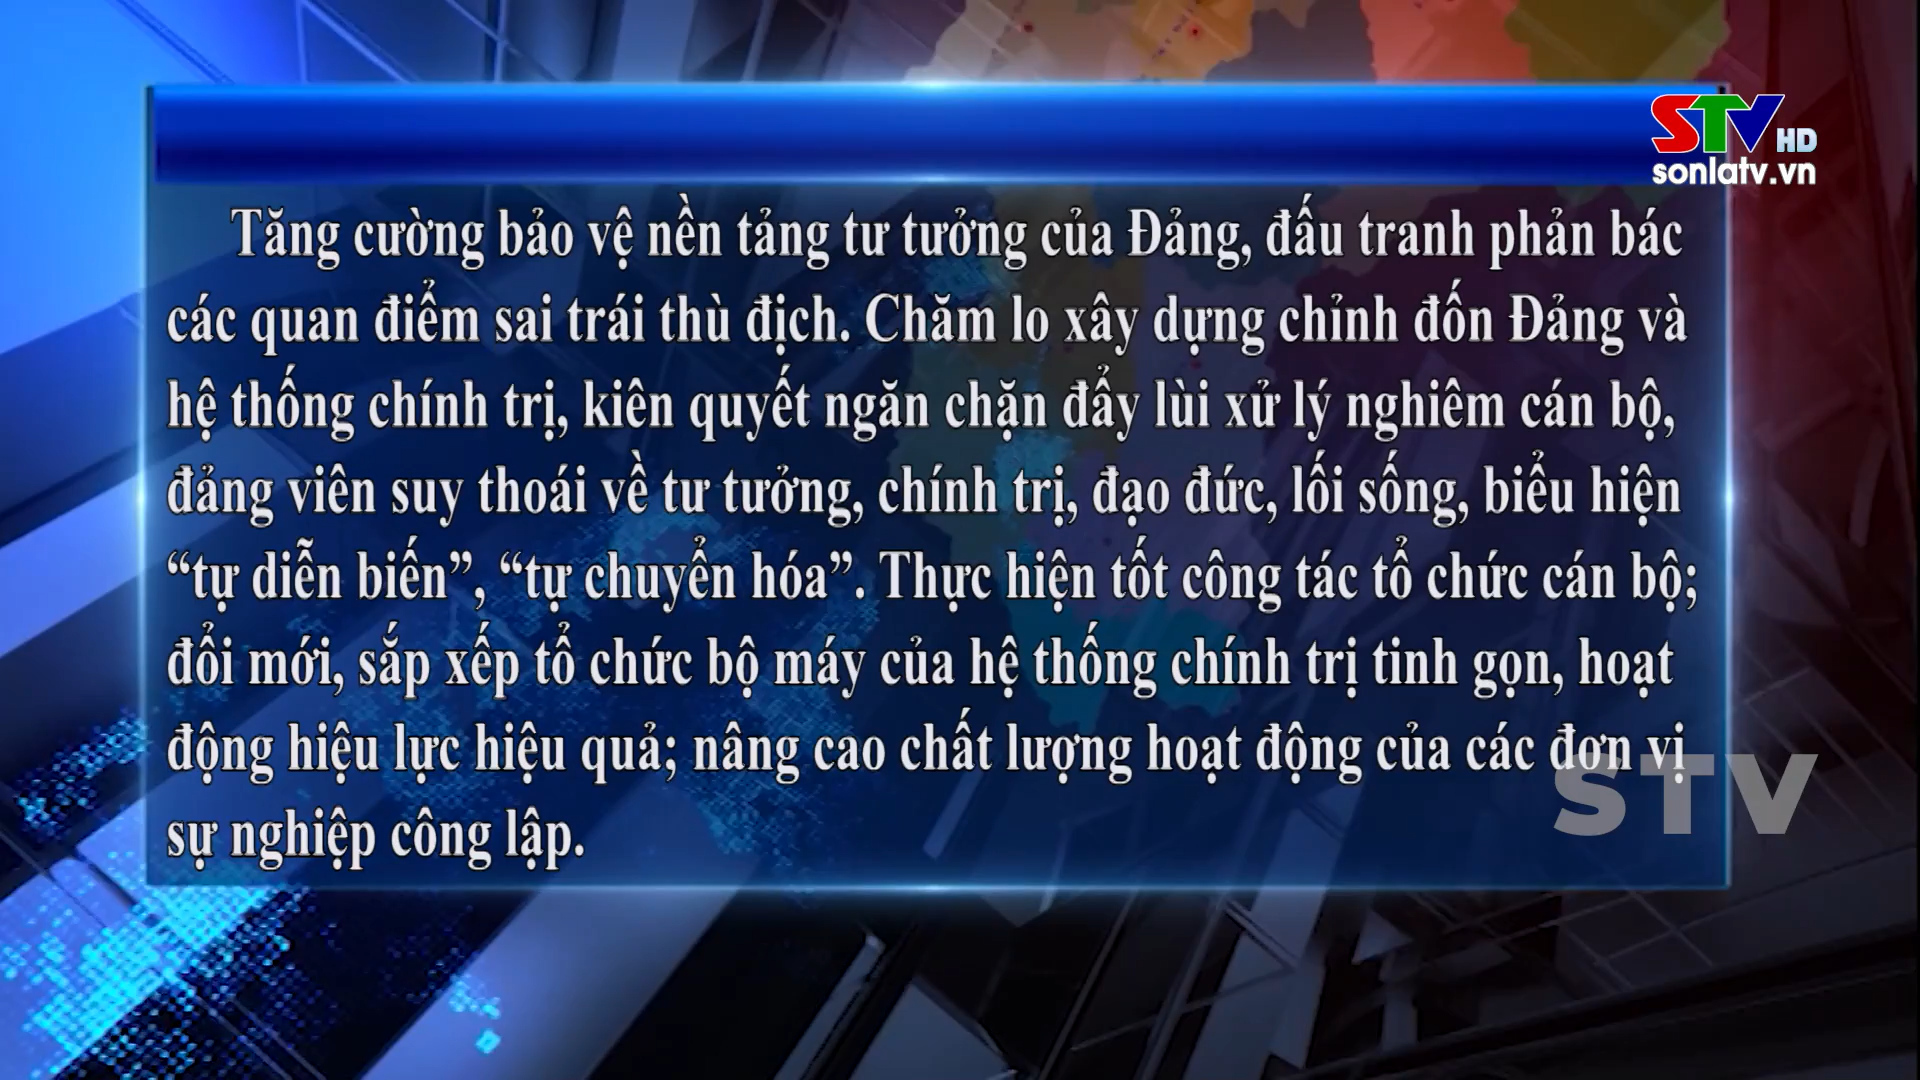 STV HD
sonlatv.vn
Tăng cường bảo vệ nền tảng tư tưởng của Đảng, đấu tranh phản bác
các quan điểm sai trái thù địch. Chăm lo xây dựng chỉnh đốn Đảng và
hệ thống chính trị, kiên quyết ngăn chặn đẩy lùi xử lý nghiêm cán bộ,
đảng viên suy thoái về tư tưởng, chính trị, đạo đức, lối sống, biểu hiện
“tự diễn biến”, “tự chuyển hóa”. Thực hiện tốt công tác tổ chức cán bộ;
đổi mới, sắp xếp tổ chức bộ máy của hệ thống chính trị tinh gọn, hoạt
động hiệu lực hiệu quả; nâng cao chất lượng hoạt động của các đơn vị
sự nghiệp công lập.
STV